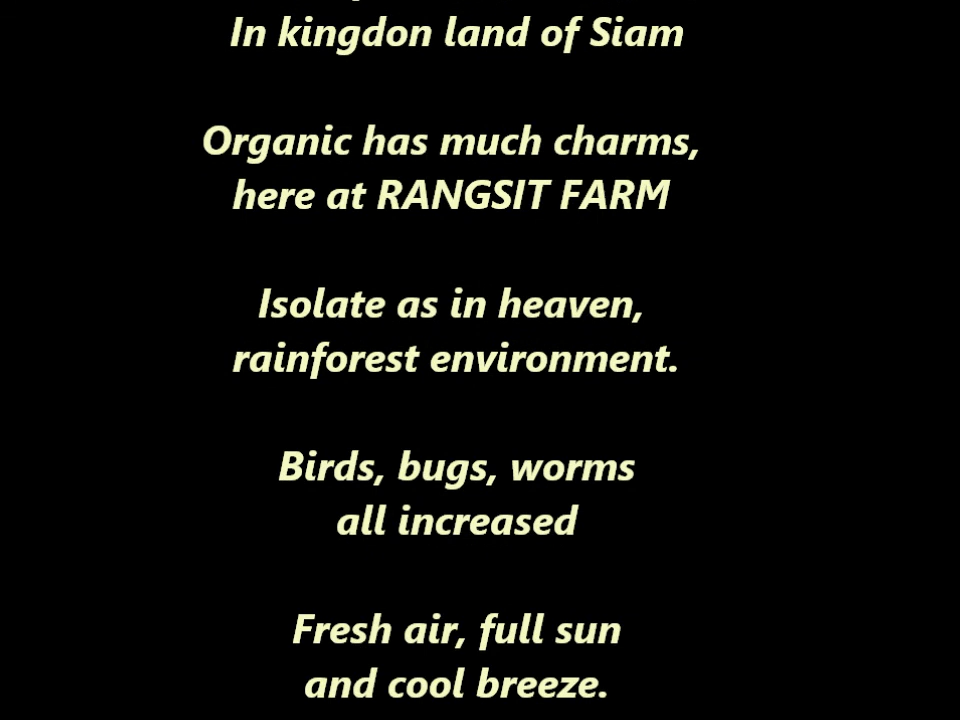 In kingdon land of Siam
Organic has much charms,
here at RANGSIT FARM
Isolate as in heaven,
rainforest environment.
Birds, bugs, worms
all increased
Fresh air, full sun
and cool breeze.